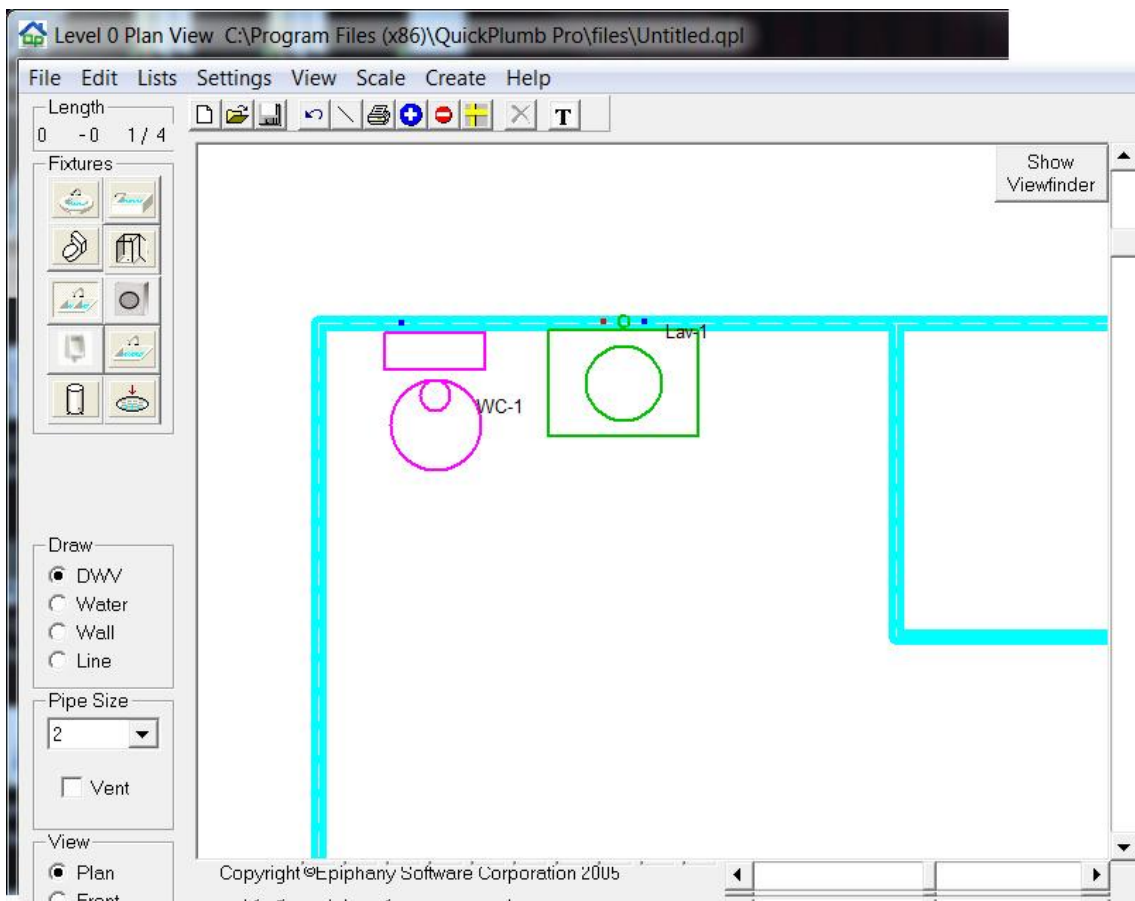 Level 0 Plan View C:\Program Files (x86)\QuickPlumb Pro\files\Untitled.qpl
File Edit Lists Settings View Scale Create Help
Length
0 -0 1/4
T
Fixtures
Show
Viewfinder
Lav-1
WC-1
Draw
DWV
Water
Wall
Line
Pipe Size
2
Vent
View
Plan
Copyright©Epiphany Software Corporation 2005
Front